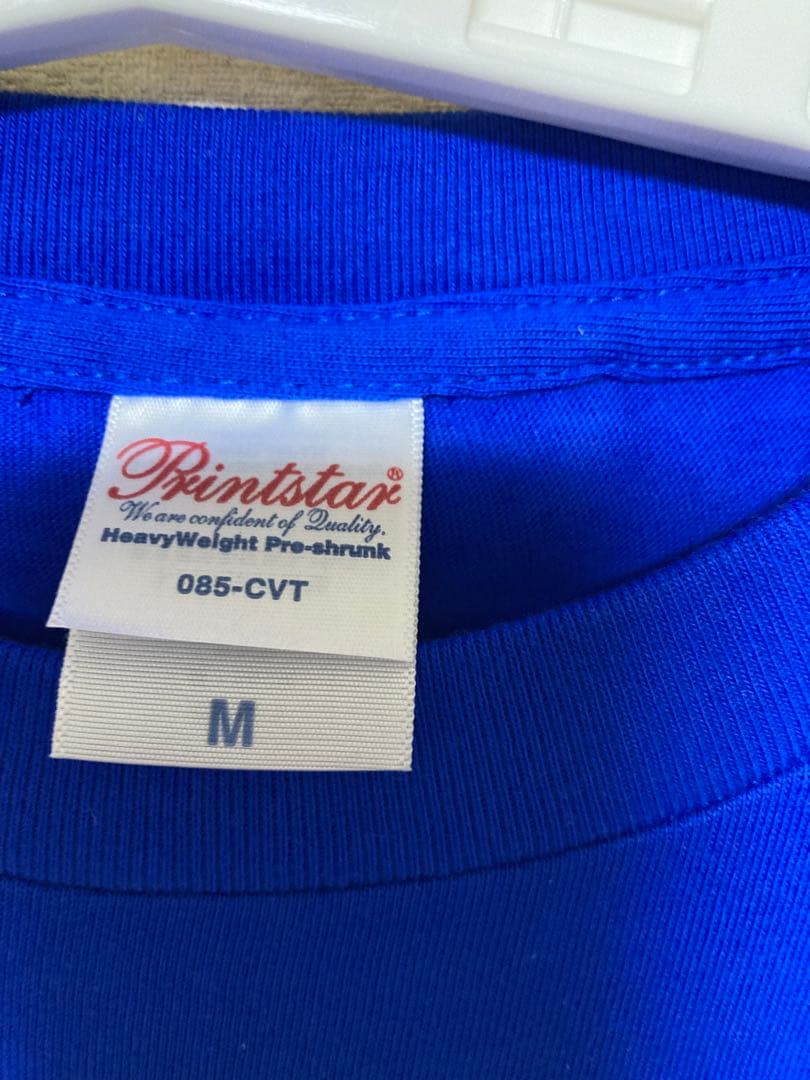 Printstar®
We are confident of Quality.
HeavyWeight Pre-shrunk
085-CVT
M